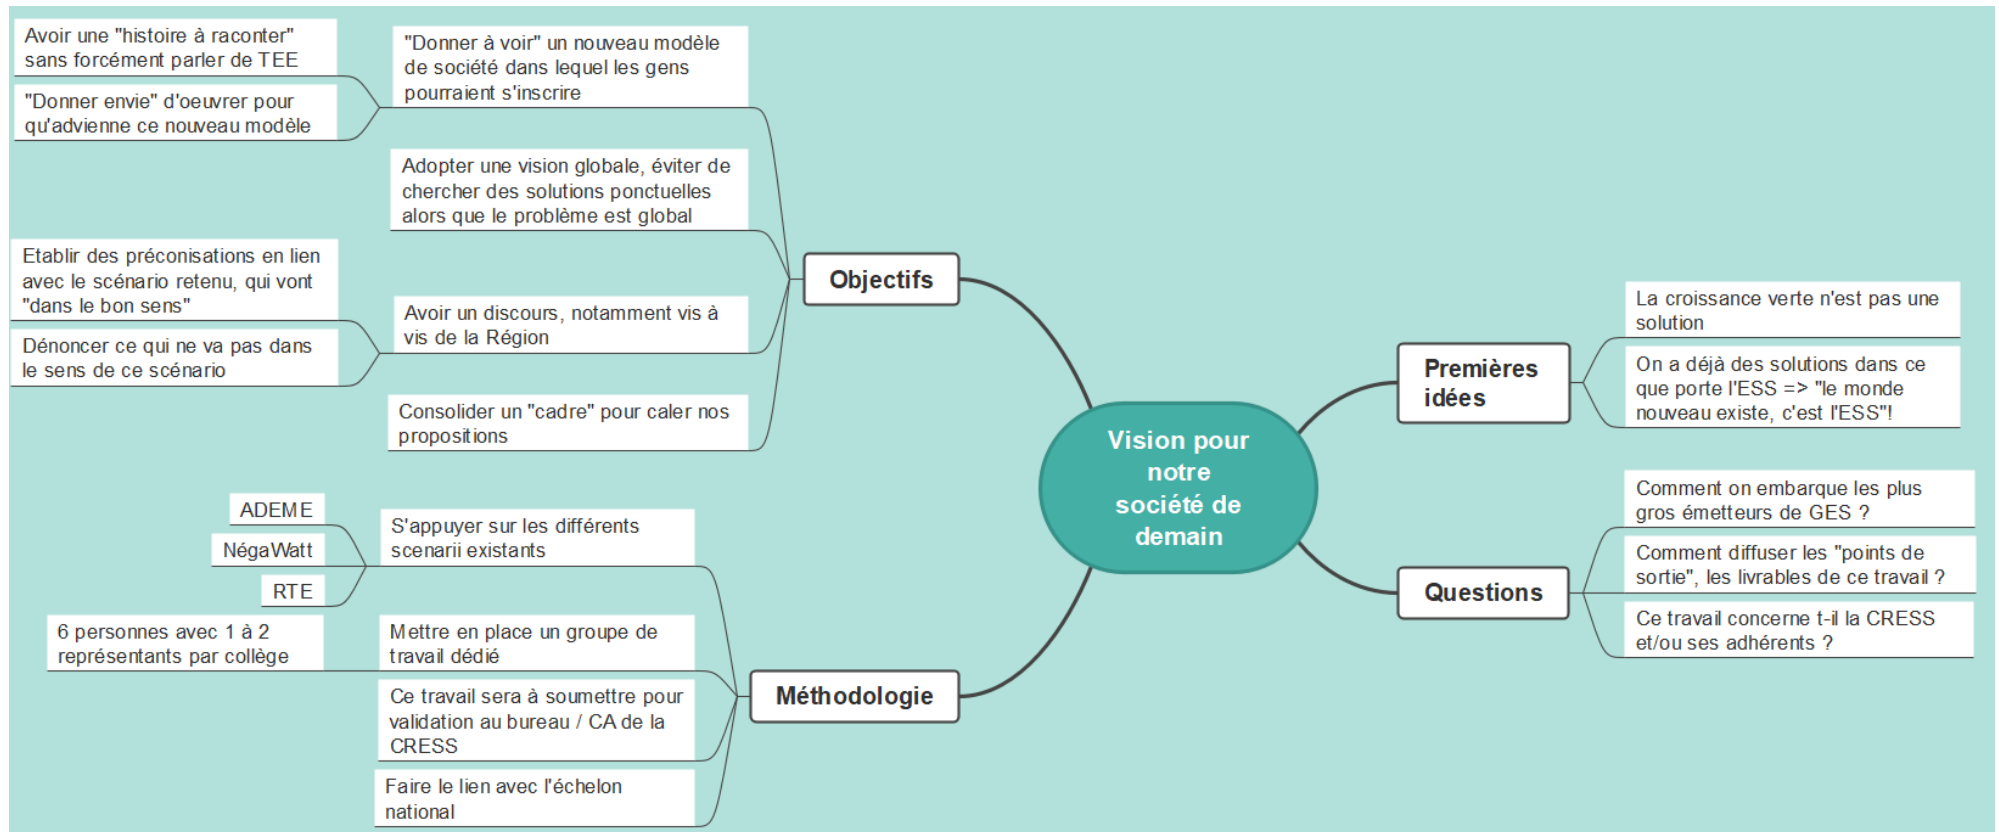 Vision pour
notre
société de
demain
Objectifs
"Donner à voir" un nouveau modèle
de société dans lequel les gens
pourraient s'inscrire
Avoir une "histoire à raconter"
sans forcément parler de TEE
"Donner envie" d'oeuvrer pour
qu'advienne ce nouveau modèle
Adopter une vision globale, éviter de
chercher des solutions ponctuelles
alors que le problème est global
Avoir un discours, notamment vis à
vis de la Région
Etablir des préconisations en lien
avec le scénario retenu, qui vont
"dans le bon sens"
Dénoncer ce qui ne va pas dans
le sens de ce scénario
Consolider un "cadre" pour caler nos
propositions
Méthodologie
S'appuyer sur les différents
scenarii existants
ADEME
NégaWatt
RTE
Mettre en place un groupe de
travail dédié
6 personnes avec 1 à 2
représentants par collège
Ce travail sera à soumettre pour
validation au bureau / CA de la
CRESS
Faire le lien avec l'échelon
national
Premières
idées
La croissance verte n'est pas une
solution
On a déjà des solutions dans ce
que porte l'ESS => "le monde
nouveau existe, c'est l'ESS"!
Questions
Comment on embarque les plus
gros émetteurs de GES ?
Comment diffuser les "points de
sortie", les livrables de ce travail ?
Ce travail concerne t-il la CRESS
et/ou ses adhérents ?